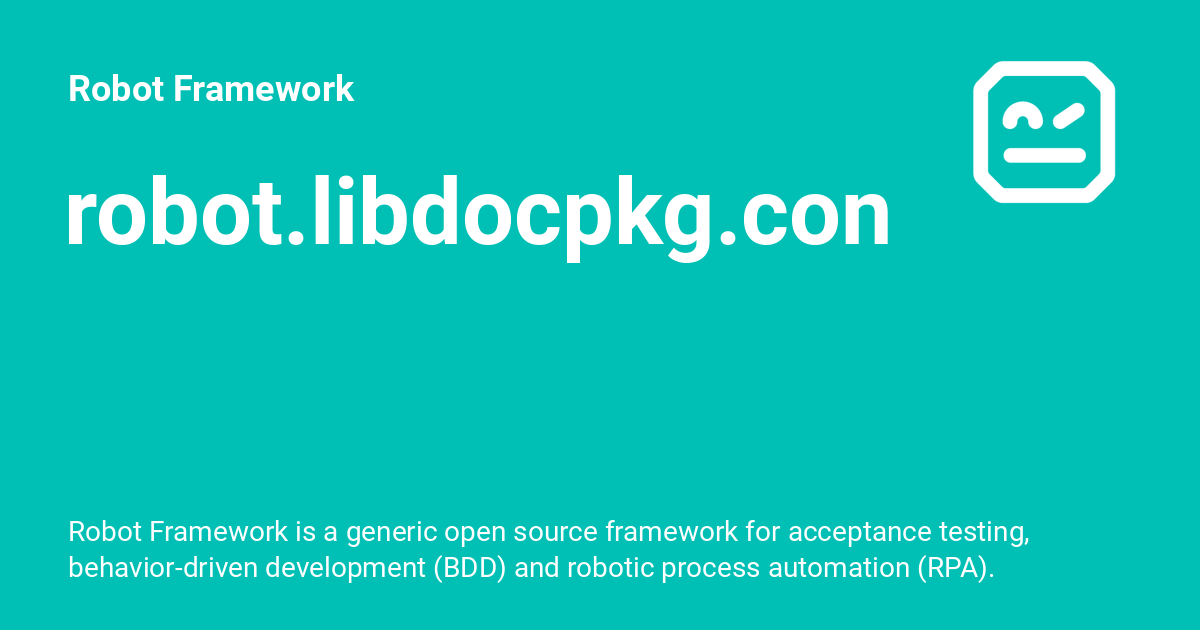 Robot Framework
robot.libdocpkg.con
Robot Framework is a generic open source framework for acceptance testing,
behavior-driven development (BDD) and robotic process automation (RPA).